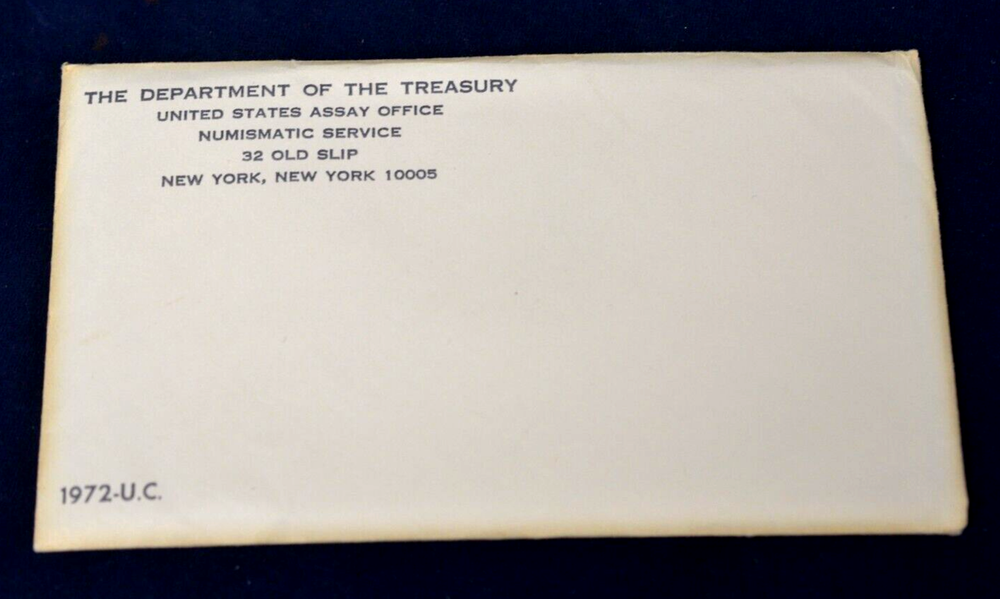 THE DEPARTMENT OF THE TREASURY
UNITED STATES ASSAY OFFICE
NUMISMATIC SERVICE
32 OLD SLIP
NEW YORK, NEW YORK 10005
1972-U.C.